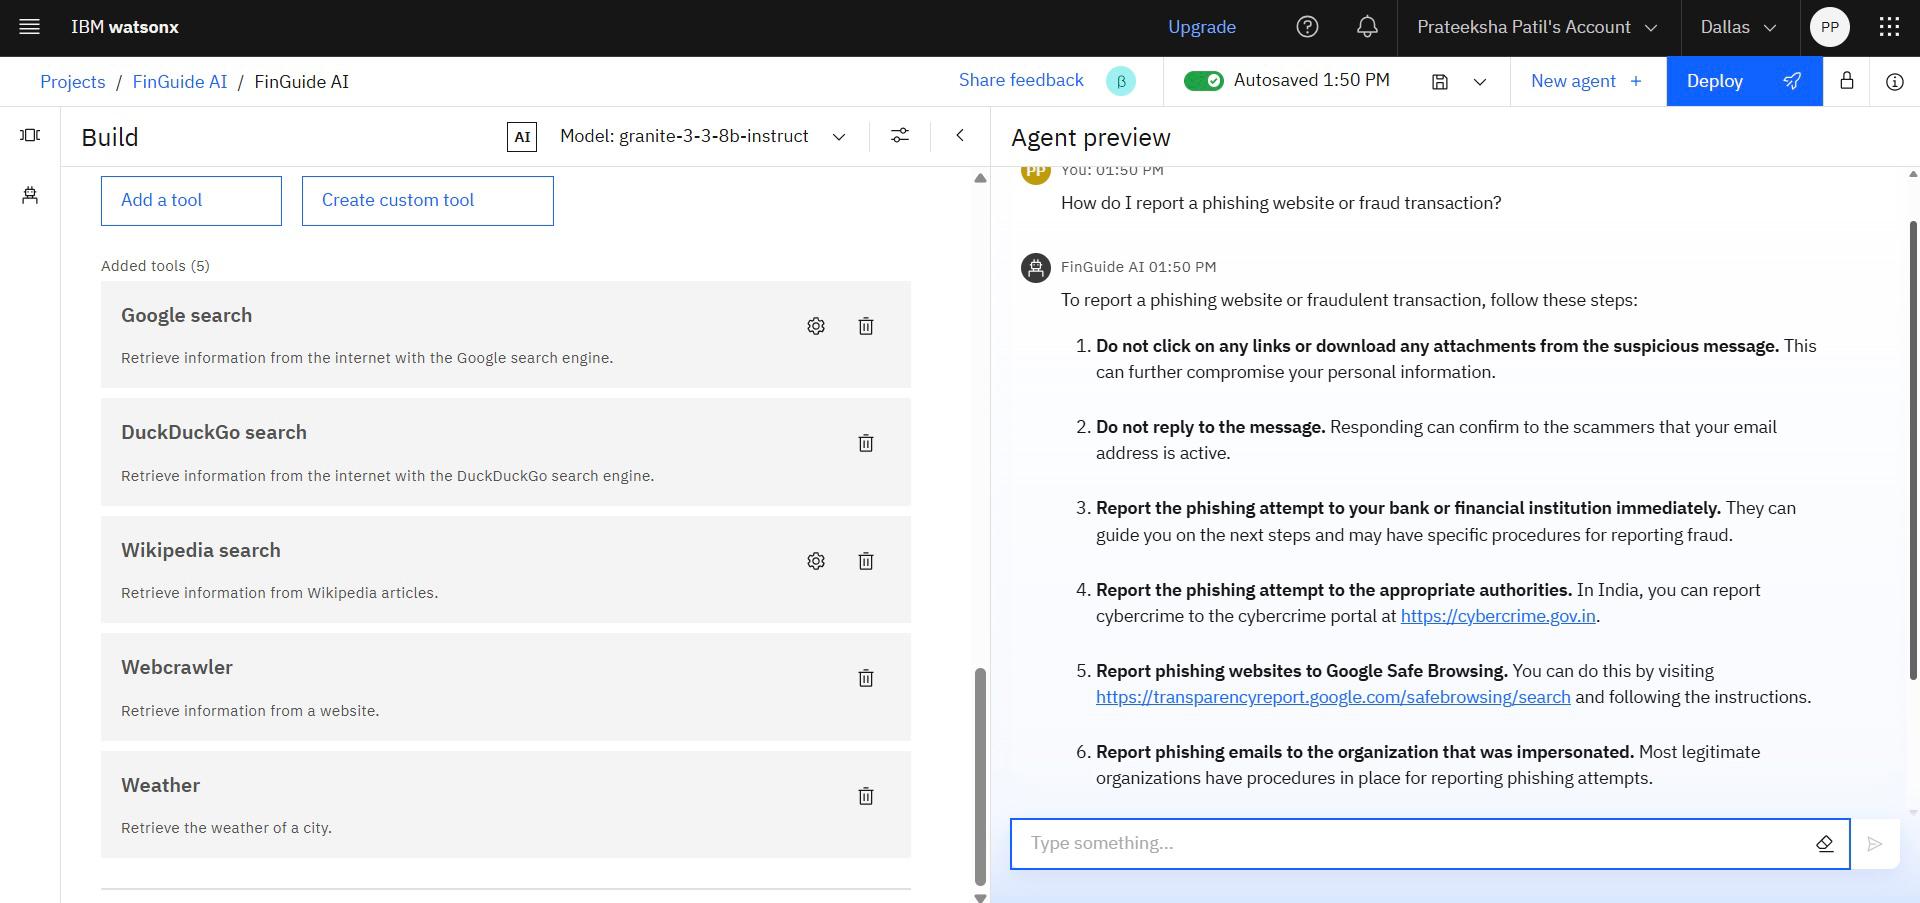 IBM watsonx
Upgrade
Prateeksha Patil's Account
Dallas
PP
Projects / FinGuide AI / FinGuide AI
Share feedback
β
Autosaved 1:50 PM
New agent +
Deploy
Build
AI
Model: granite-3-3-8b-instruct
Add a tool
Create custom tool
Added tools (5)
Google search
Retrieve information from the internet with the Google search engine.
DuckDuckGo search
Retrieve information from the internet with the DuckDuckGo search engine.
Wikipedia search
Retrieve information from Wikipedia articles.
Webcrawler
Retrieve information from a website.
Weather
Retrieve the weather of a city.
Agent preview
PP
You: 01:50 PM
How do I report a phishing website or fraud transaction?
FinGuide AI 01:50 PM
To report a phishing website or fraudulent transaction, follow these steps:
1. Do not click on any links or download any attachments from the suspicious message. This
can further compromise your personal information.
2. Do not reply to the message. Responding can confirm to the scammers that your email
address is active.
3. Report the phishing attempt to your bank or financial institution immediately. They can
guide you on the next steps and may have specific procedures for reporting fraud.
4. Report the phishing attempt to the appropriate authorities. In India, you can report
cybercrime to the cybercrime portal at https://cybercrime.gov.in.
5. Report phishing websites to Google Safe Browsing. You can do this by visiting
https://transparencyreport.google.com/safebrowsing/search and following the instructions.
6. Report phishing emails to the organization that was impersonated. Most legitimate
organizations have procedures in place for reporting phishing attempts.
Type something...